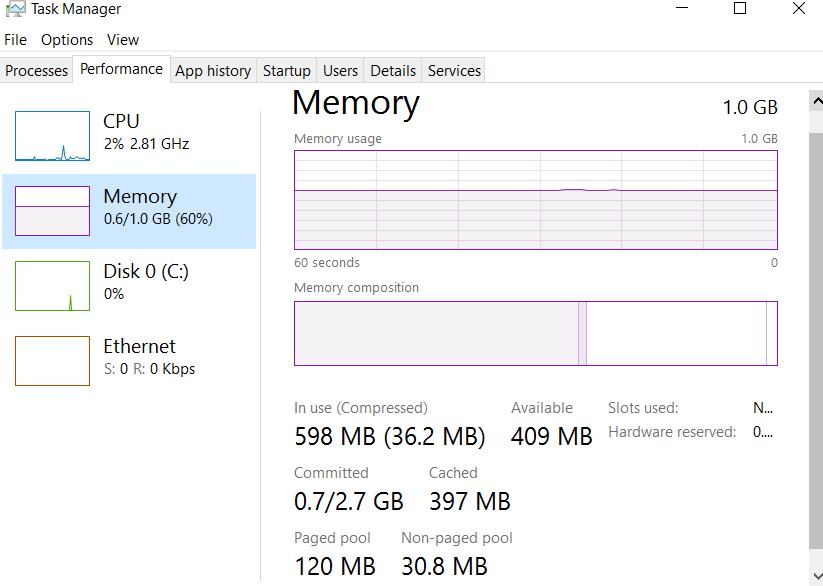 Task Manager
File Options View
Processes Performance App history Startup Users Details Services
CPU
2% 2.81 GHz
Memory
0.6/1.0 GB (60%)
Disk 0 (C:)
0%
Ethernet
S: 0 R: 0 Kbps
Memory 1.0 GB
Memory usage 1.0 GB
60 seconds 0
Memory composition
In use (Compressed) Available Slots used: N...
598 MB (36.2 MB) 409 MB Hardware reserved: 0....
Committed Cached
0.7/2.7 GB 397 MB
Paged pool Non-paged pool
120 MB 30.8 MB